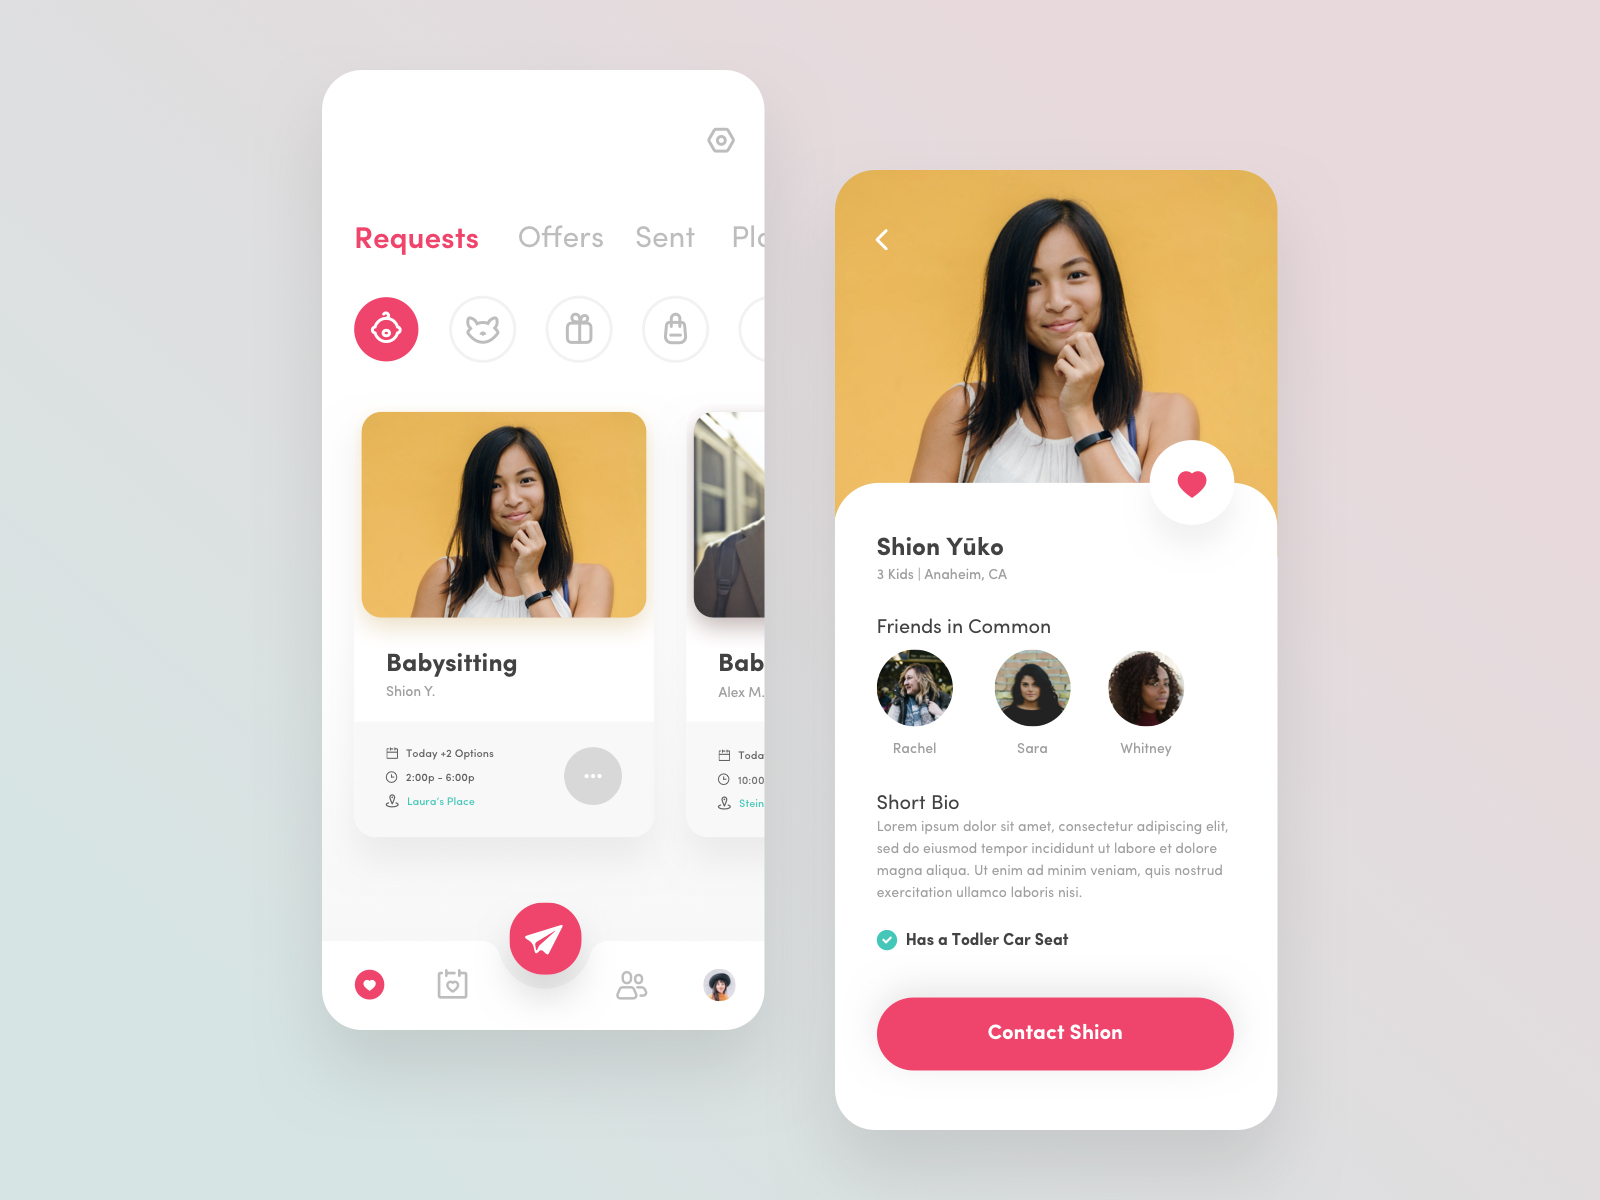 Requests Offers Sent
Babysitting
Shion Y.
Today +2 Options
2:00p - 6:00p
Laura's Place
Bab
Alex M.
Toda
10:00
Stein
Shion Yūko
3 Kids | Anaheim, CA
Friends in Common
Rachel Sara Whitney
Short Bio
Lorem ipsum dolor sit amet, consectetur adipiscing elit,
sed do eiusmod tempor incididunt ut labore et dolore
magna aliqua. Ut enim ad minim veniam, quis nostrud
exercitation ullamco laboris nisi.
Has a Todler Car Seat
Contact Shion